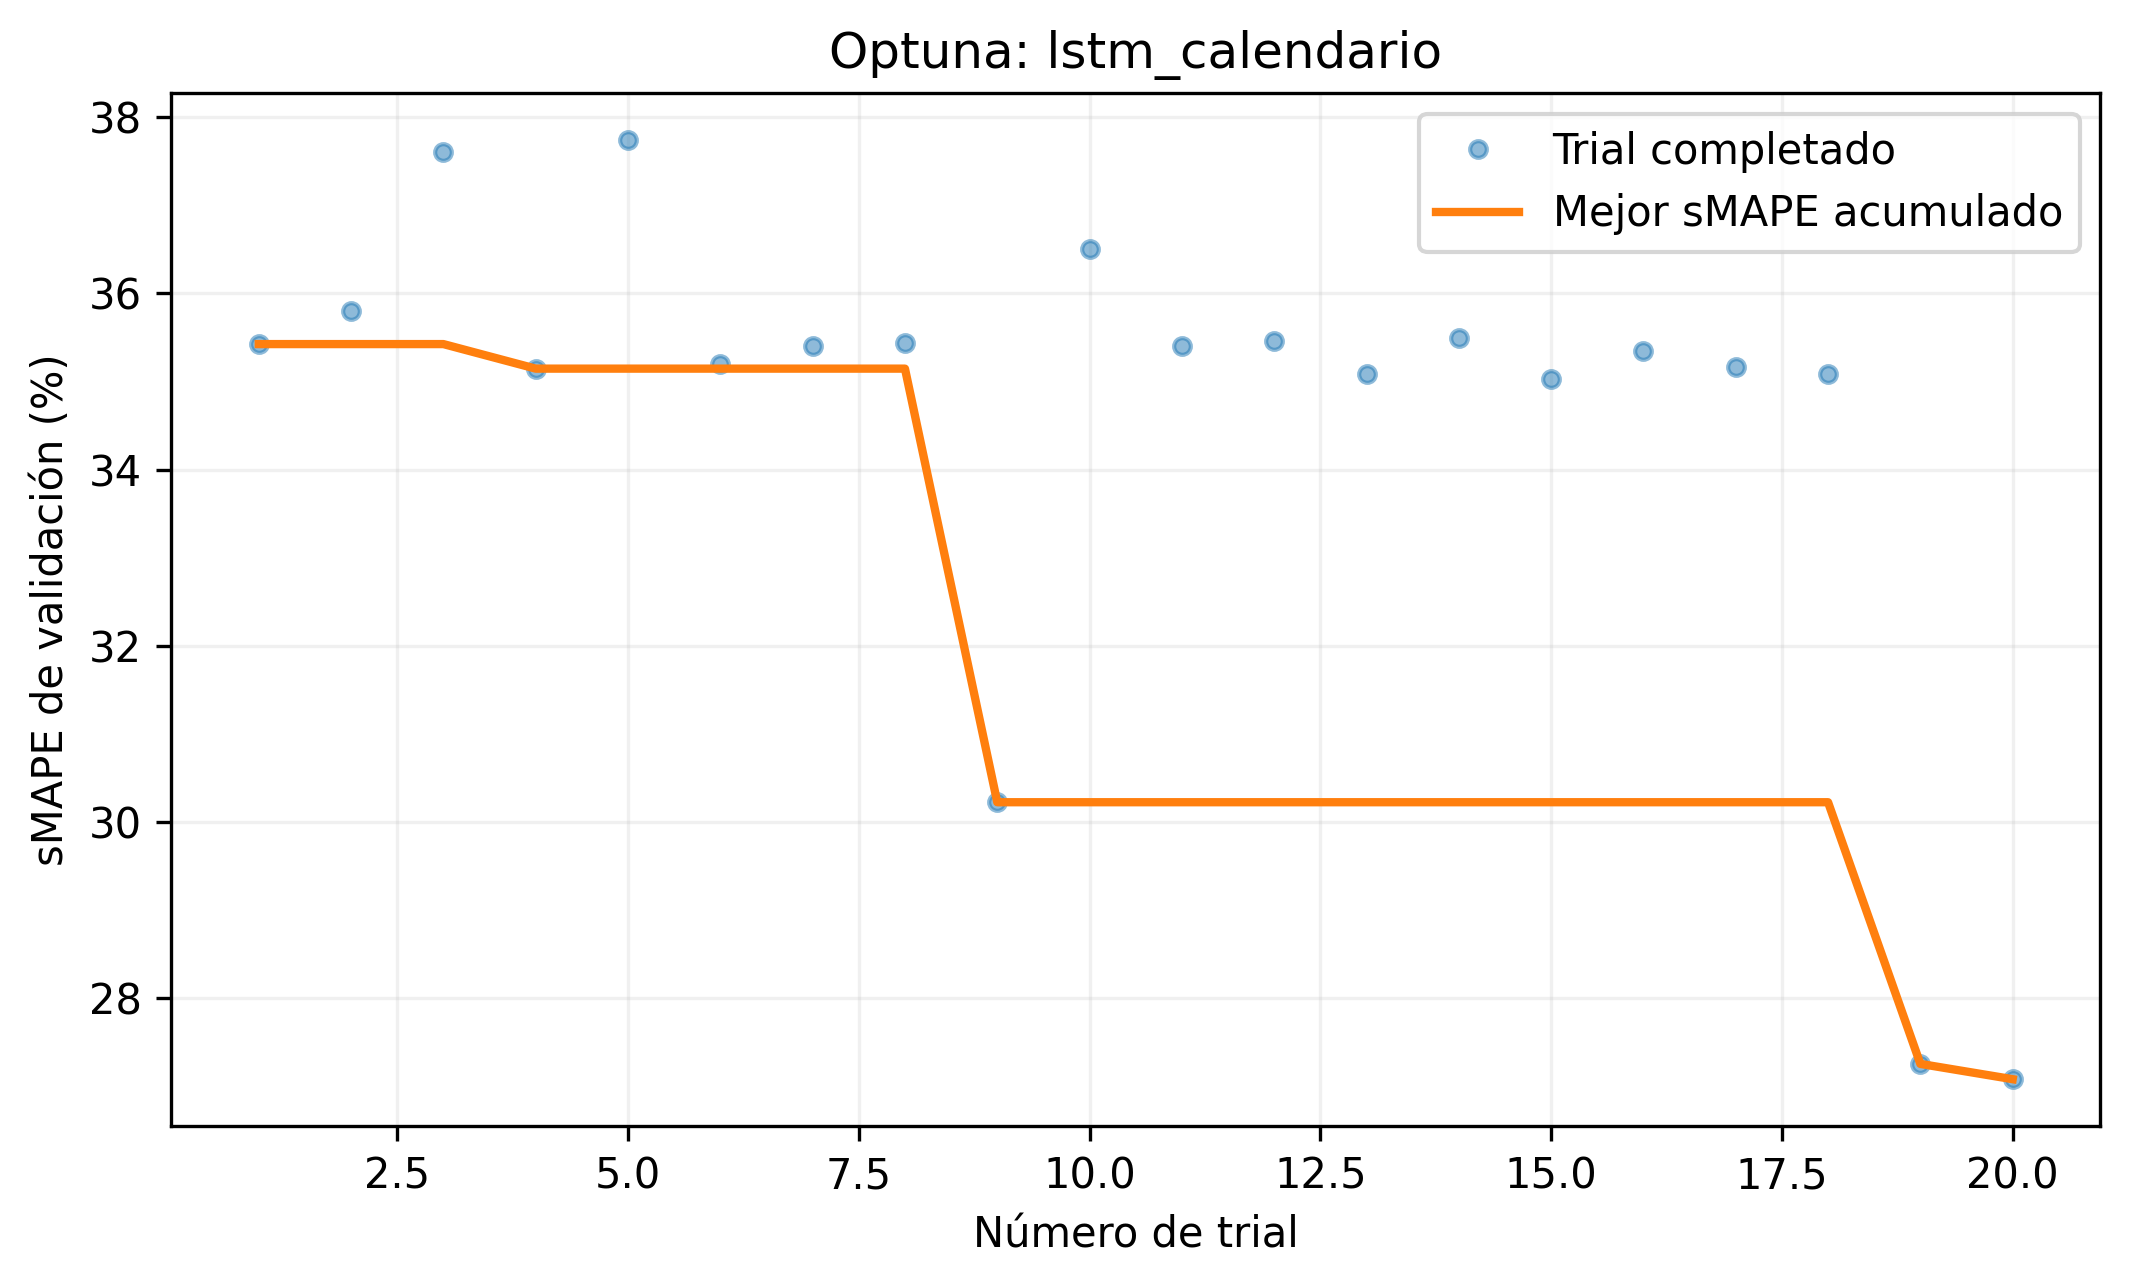 Optuna: lstm_calendario
Trial completado
Mejor sMAPE acumulado
sMAPE de validación (%)
38
36
34
32
30
28
2.5 5.0 7.5 10.0 12.5 15.0 17.5 20.0
Número de trial